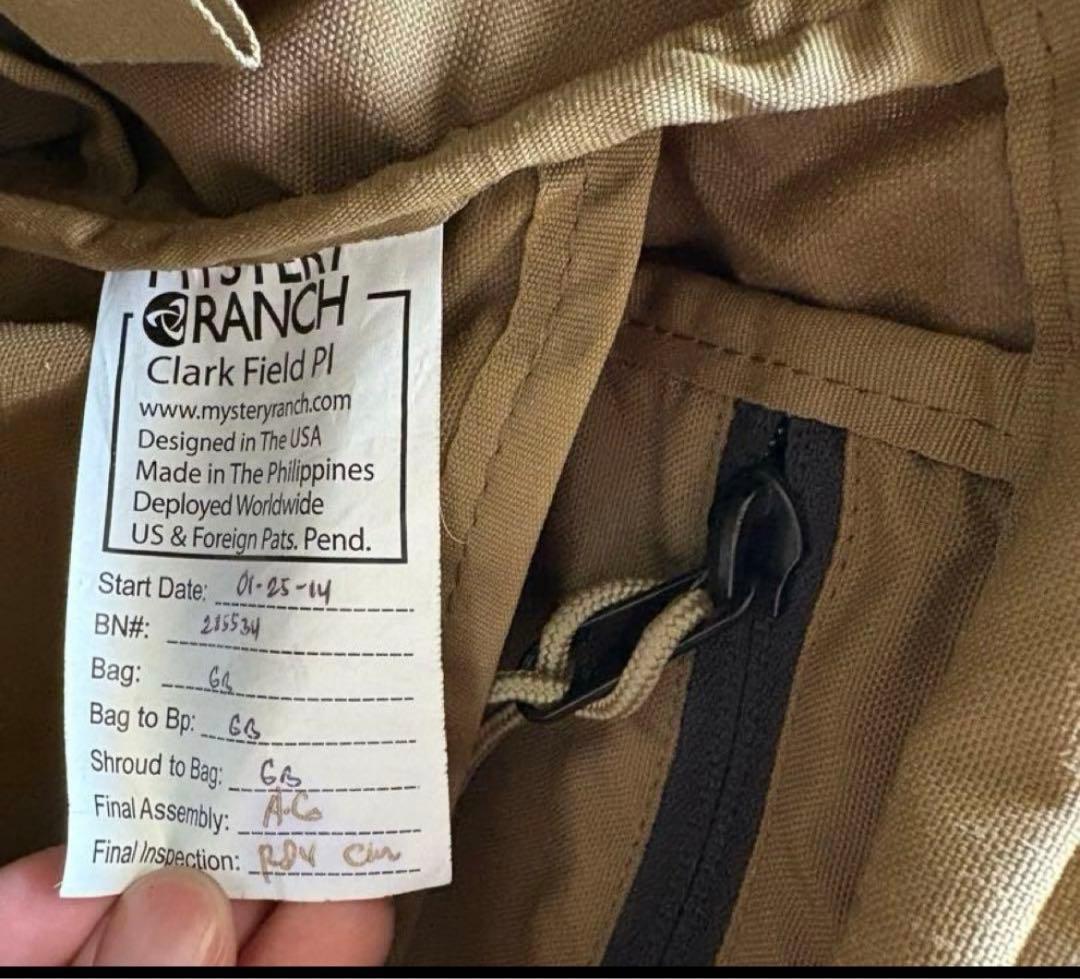 MYSTERY
RANCH
Clark Field PI
www.mysteryranch.com
Designed in The USA
Made in The Philippines
Deployed Worldwide
US & Foreign Pats. Pend.
Start Date: 01-25-14
BN#: 215534
Bag: GB
Bag to Bp: GB
Shroud to Bag: GB
Final Assembly: A.C
Final Inspection: